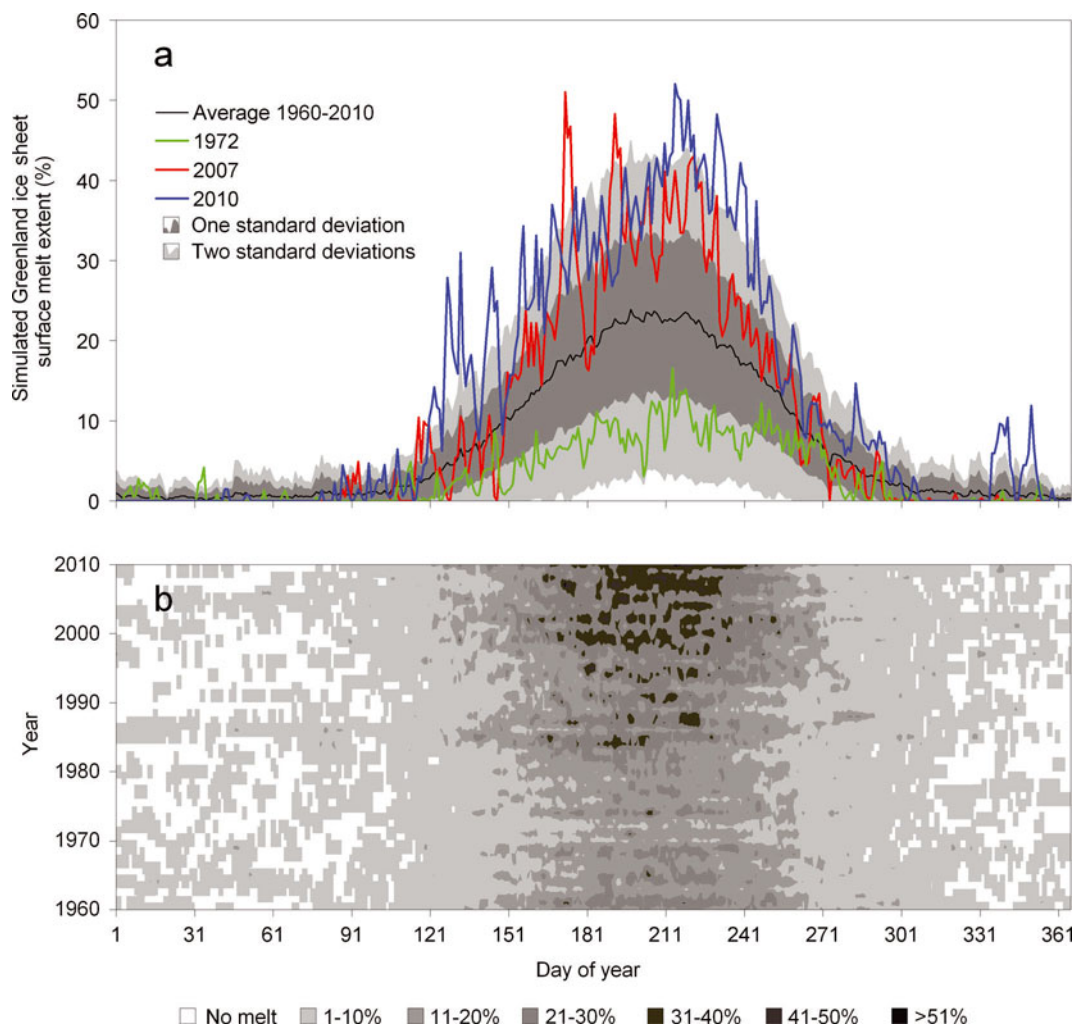 60
50
40
30
20
10
0
Simulated Greenland ice sheet
surface melt extent (%)
a
Average 1960-2010
1972
2007
2010
One standard deviation
Two standard deviations
b
2010
2000
1990
1980
1970
1960
Year
1 31 61 91 121 151 181 211 241 271 301 331 361
Day of year
No melt 1-10% 11-20% 21-30% 31-40% 41-50% >51%